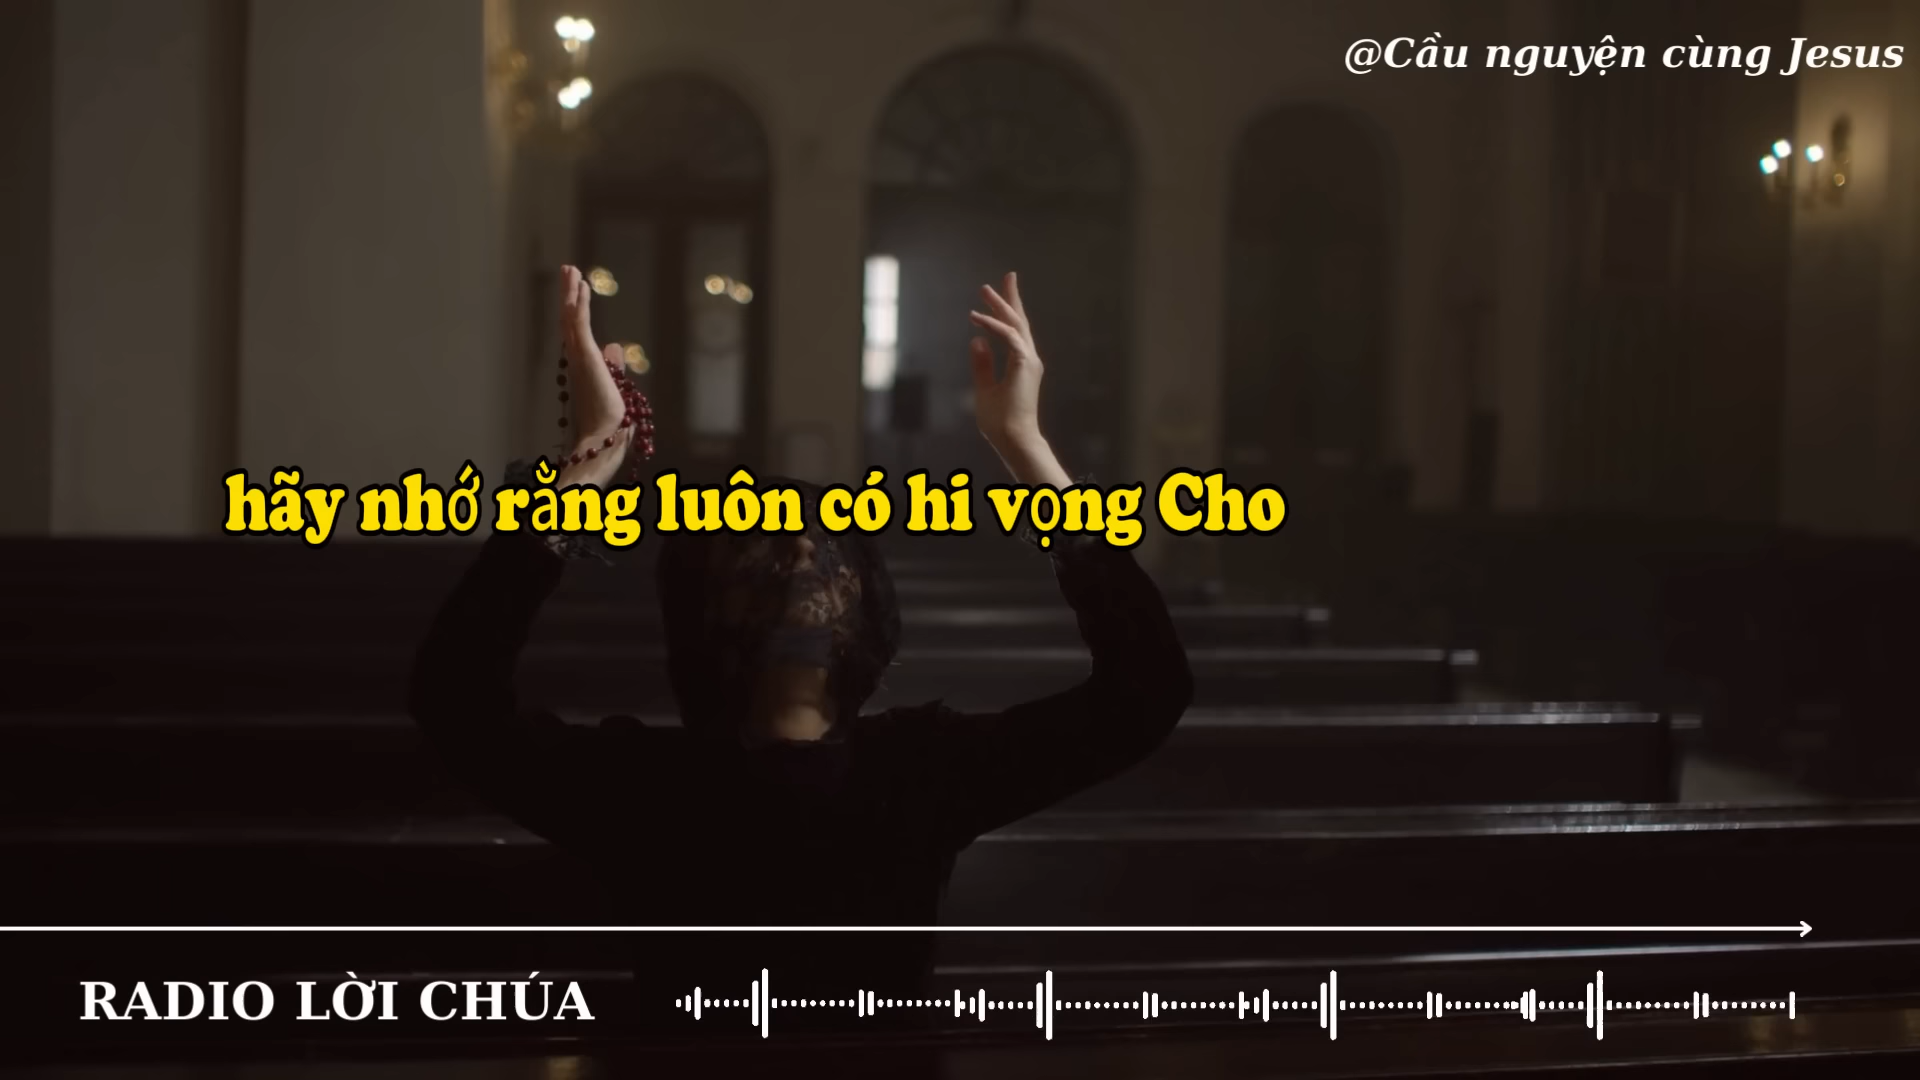 @Cầu nguyện cùng Jesus
hãy nhớ rằng luôn có hi vọng Cho
RADIO LỜI CHÚA